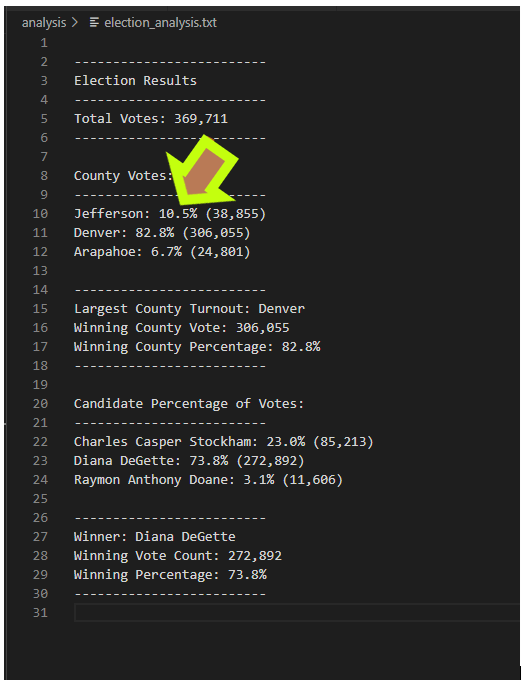 analysis > election_analysis.txt
1
2 -------------------------
3 Election Results
4 -------------------------
5 Total Votes: 369,711
6 -------------------------
7
8 County Votes:
9 -------------------------
10 Jefferson: 10.5% (38,855)
11 Denver: 82.8% (306,055)
12 Arapahoe: 6.7% (24,801)
13
14 -------------------------
15 Largest County Turnout: Denver
16 Winning County Vote: 306,055
17 Winning County Percentage: 82.8%
18 -------------------------
19
20 Candidate Percentage of Votes:
21 -------------------------
22 Charles Casper Stockham: 23.0% (85,213)
23 Diana DeGette: 73.8% (272,892)
24 Raymon Anthony Doane: 3.1% (11,606)
25
26 -------------------------
27 Winner: Diana DeGette
28 Winning Vote Count: 272,892
29 Winning Percentage: 73.8%
30 -------------------------
31